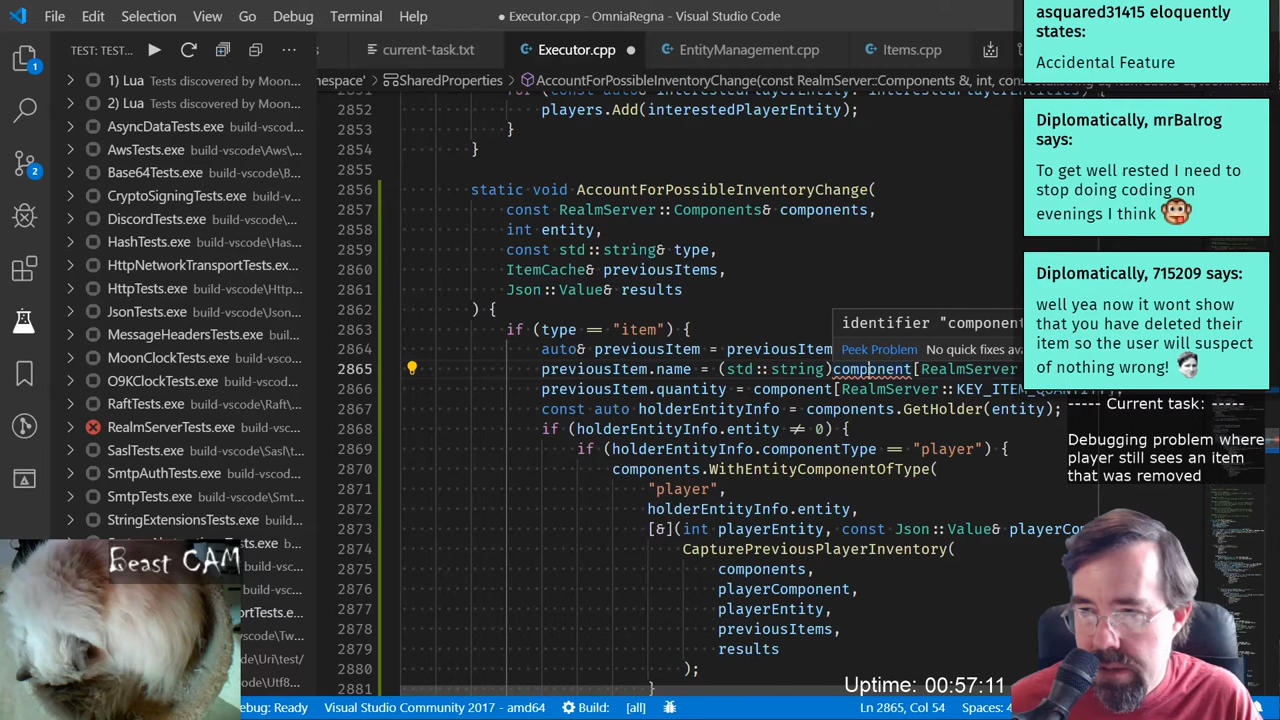 File Edit Selection View Go Debug Terminal Help
● Executor.cpp - OmniaRegna - Visual Studio Code
TEST: TEST...
current-task.txt
Executor.cpp
EntityManagement.cpp
Items.cpp
SharedProperties
AccountForPossibleInventoryChange(const RealmServer::Components &, int,
1) Lua Tests discovered by Moon...
2) Lua Tests discovered by Moon...
AsyncDataTests.exe build-vscode/...
AwsTests.exe build-vscode/Aws/...
Base64Tests.exe build-vscode/B...
CryptoSigningTests.exe build-v...
DiscordTests.exe build-vscode/...
HashTests.exe build-vscode/Has...
HttpNetworkTransportTests.exe b...
HttpTests.exe build-vscode/Http...
JsonTests.exe build-vscode/Json...
MessageHeadersTests.exe build-...
MoonClockTests.exe build-vscod...
O9KClockTests.exe build-vscode/...
RaftTests.exe build-vscode/Raft/...
RealmServerTests.exe build-vsc...
SaslTests.exe build-vscode/Sasl/t...
SmtpAuthTests.exe build-vscode...
SmtpTests.exe build-vscode/Smt...
StringExtensionsTests.exe build-...
2852 players.Add(interestedPlayerEntity);
2853 }
2854 }
2855
2856 static void AccountForPossibleInventoryChange(
2857 const RealmServer::Components& components,
2858 int entity,
2859 const std::string& type,
2860 ItemCache& previousItems,
2861 Json::Value& results
2862 ) {
2863 if (type == "item") {
2864 auto& previousItem = previousItem
2865 previousItem.name = (std::string)component[RealmServer
2866 previousItem.quantity = component[RealmServer::KEY_ITEM_QUANTITY];
2867 const auto holderEntityInfo = components.GetHolder(entity);
2868 if (holderEntityInfo.entity ≠ 0) {
2869 if (holderEntityInfo.componentType == "player") {
2870 components.WithEntityComponentOfType(
2871 "player",
2872 holderEntityInfo.entity,
2873 [&](int playerEntity, const Json::Value& playerCo
2874 CapturePreviousPlayerInventory(
2875 components,
2876 playerComponent,
2877 playerEntity,
2878 previousItems,
2879 results
2880 );
2881 }
identifier "component
Peek Problem No quick fixes ava
asquared31415 eloquently
states:
Accidental Feature
Diplomatically, mrBalrog
says:
To get well rested I need to
stop doing coding on
evenings I think
Diplomatically, 715209 says:
well yea now it wont show
that you have deleted their
item so the user will suspect
of nothing wrong!
----- Current task: -----
Debugging problem where
player still sees an item
that was removed
Beast CAM
Uptime: 00:57:11
ebug: Ready Visual Studio Community 2017 - amd64 Build: [all] Ln 2865, Col 54 Spaces: 4